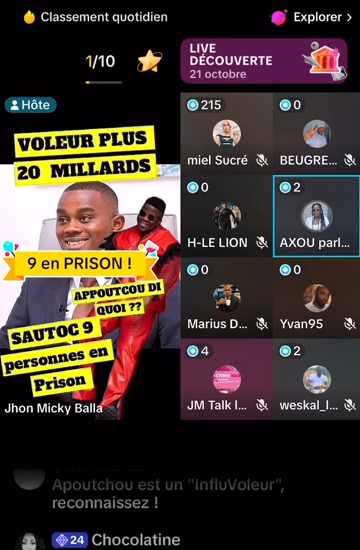 Classement quotidien
Explorer >
1/10
LIVE
DÉCOUVERTE
21 octobre
Hôte
215
0
VOLEUR PLUS
20 MILLARDS
miel Sucré
BEUGRE...
0
2
H-LE LION
AXOU parl...
9 en PRISON !
APPOUTCOU DI
QUOI ??
0
0
SAUTOC 9
personnes en
Prison
Marius D...
Yvan95
4
2
Jhon Micky Balla
JM Talk l...
weskal_l...
Apoutchou est un "InfluVoleur",
reconnaissez !
24 Chocolatine